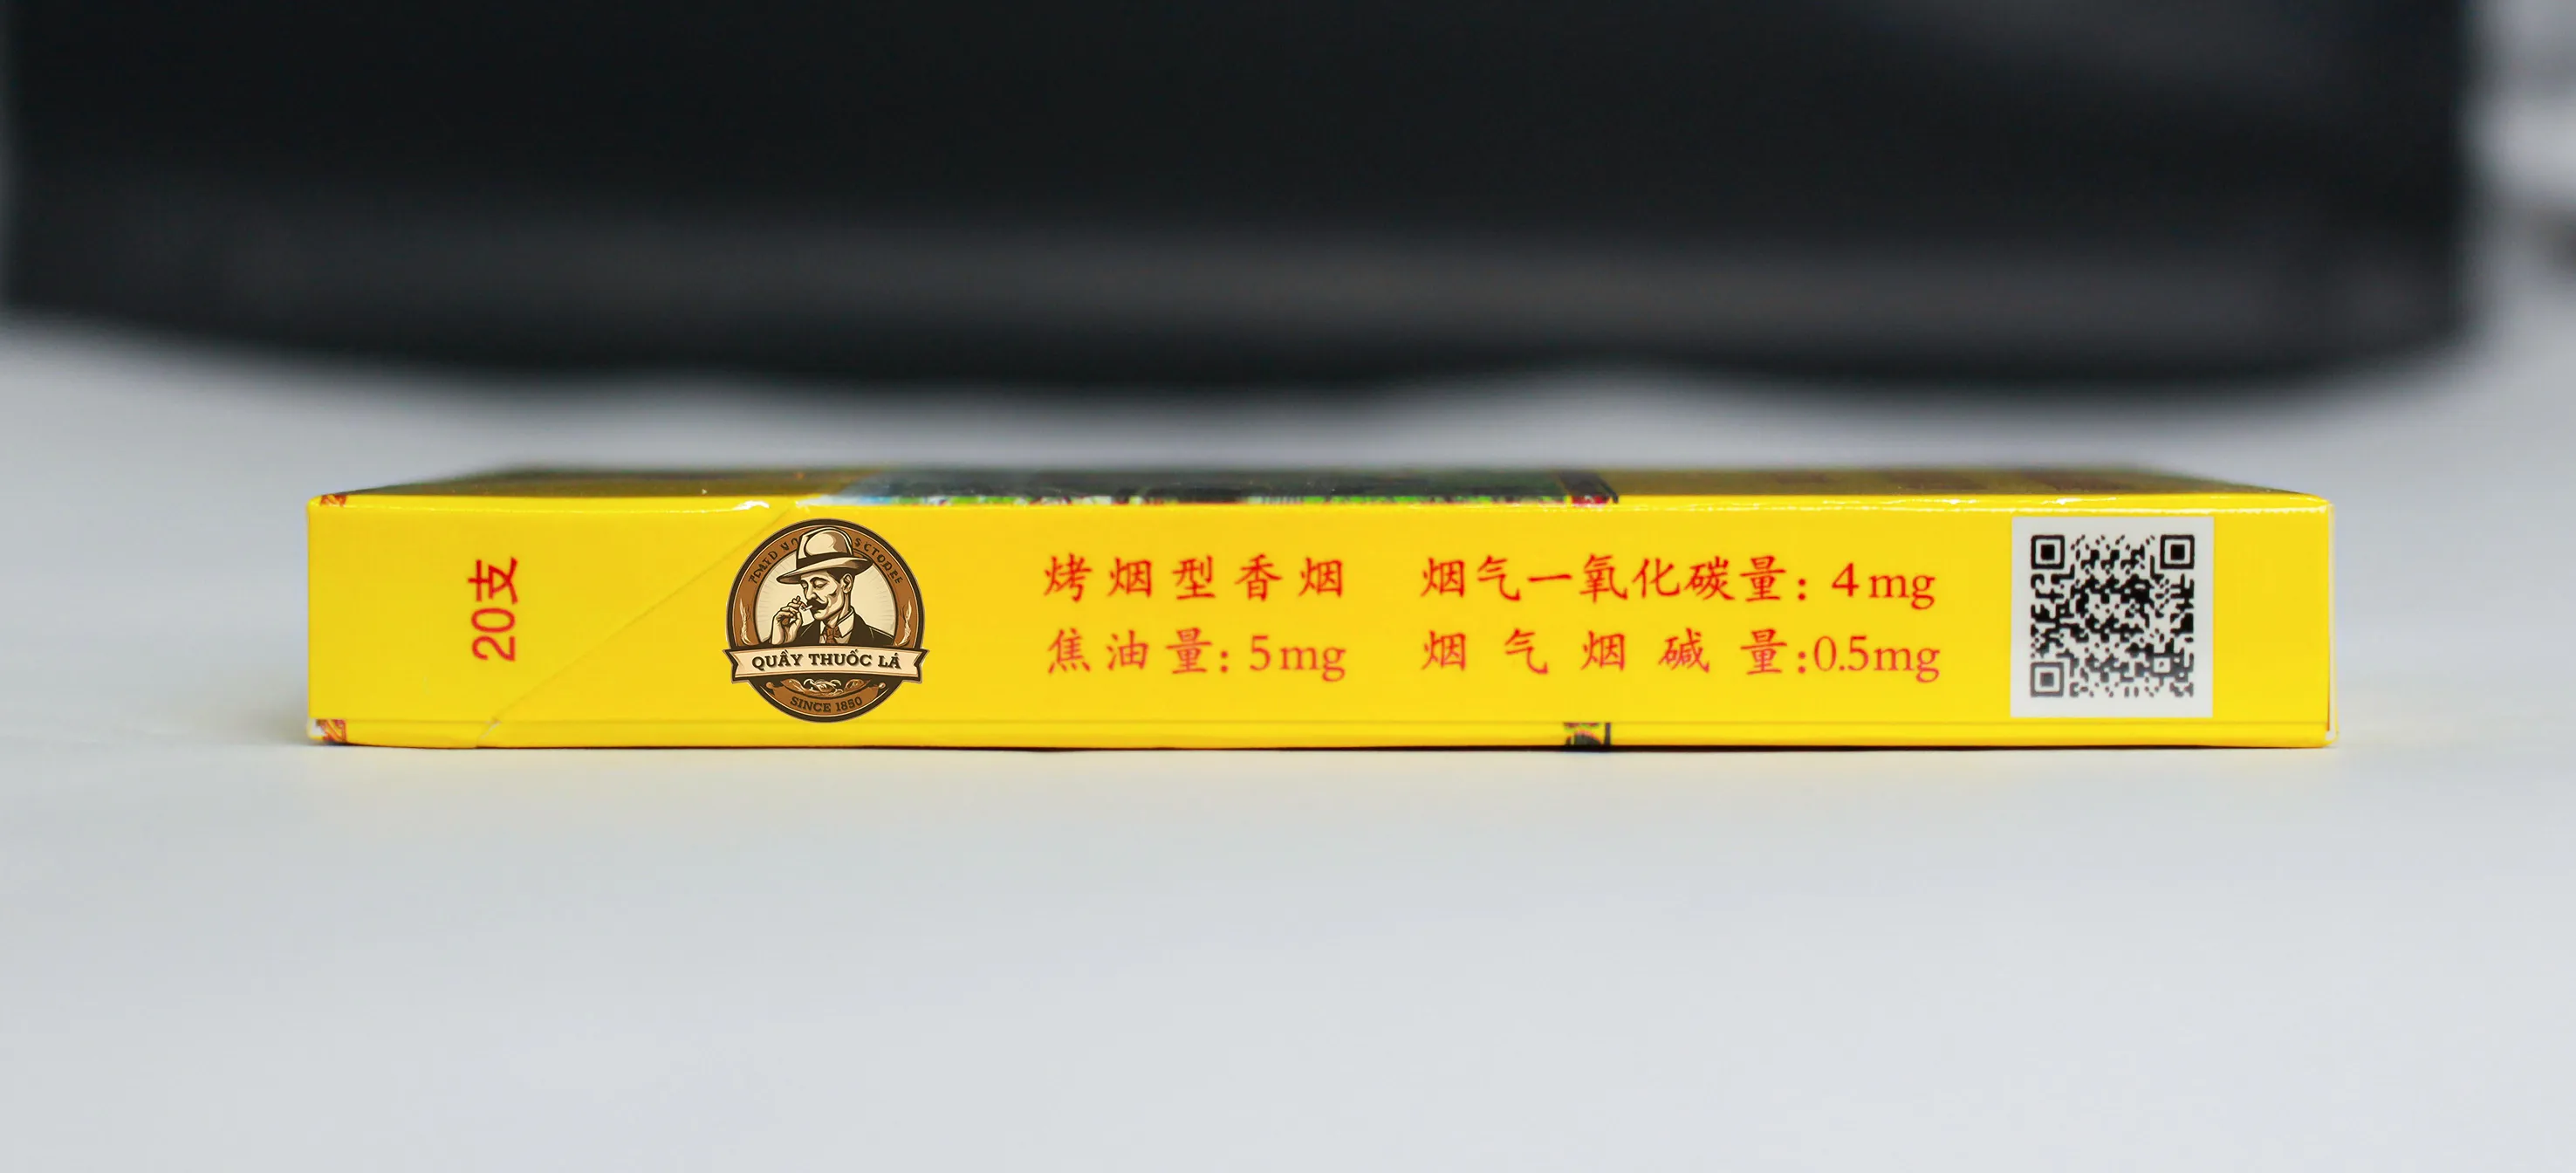 20支
QUẦY THUỐC LÁ
SINCE 1850
烤烟型香烟 烟气一氧化碳量: 4mg
焦油量: 5mg 烟气烟碱量:0.5mg